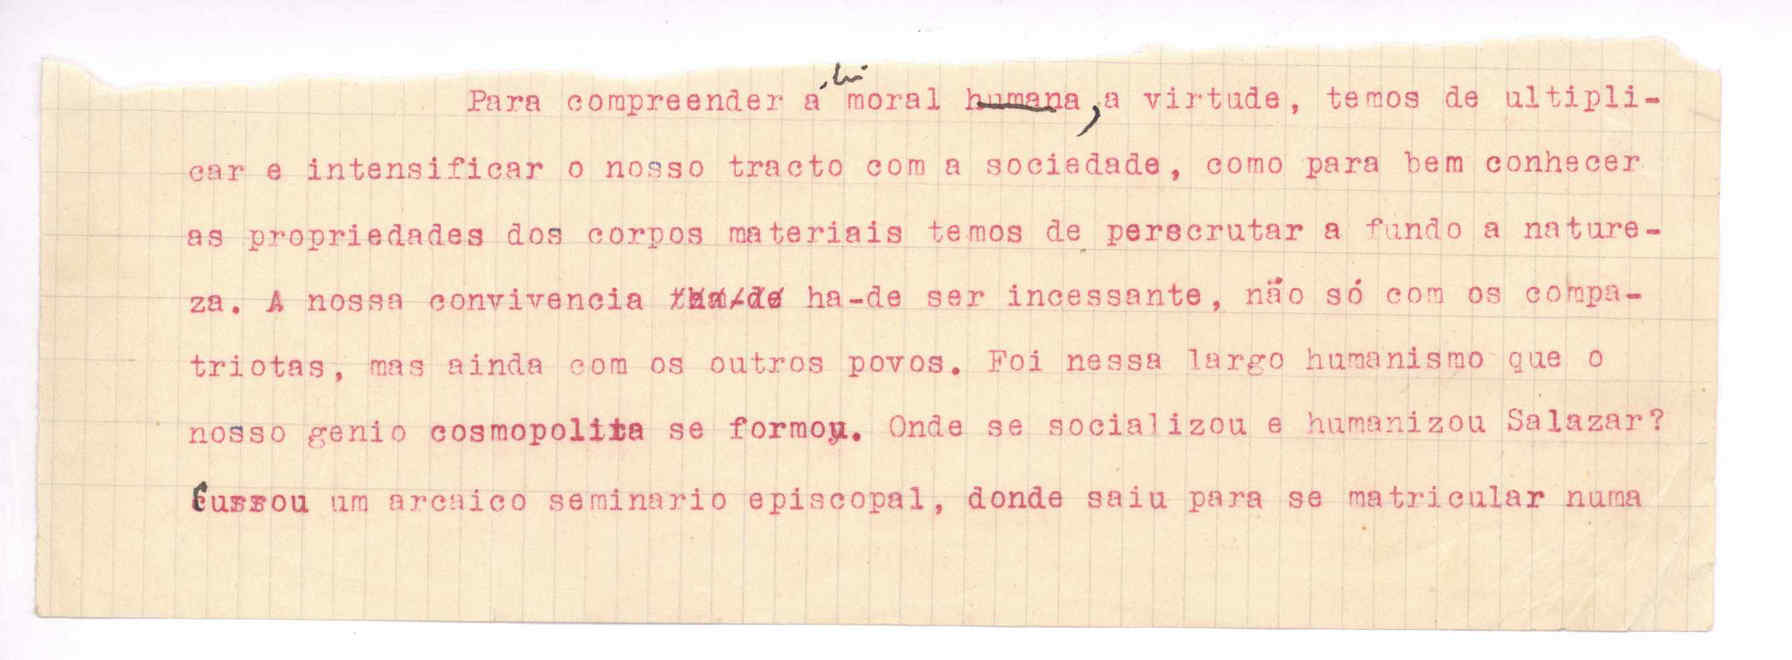 Para compreender a lei moral humana, a virtude, temos de ultipli-
car e intensificar o nosso tracto com a sociedade, como para bem conhecer
as propriedades dos corpos materiais temos de perscrutar a fundo a nature-
za. A nossa convivencia ha-de ser incessante, não só com os compa-
triotas, mas ainda com os outros povos. Foi nessa largo humanismo que o
nosso genio cosmopolita se formou. Onde se socializou e humanizou Salazar?
Cursou um arcaico seminario episcopal, donde saiu para se matricular numa